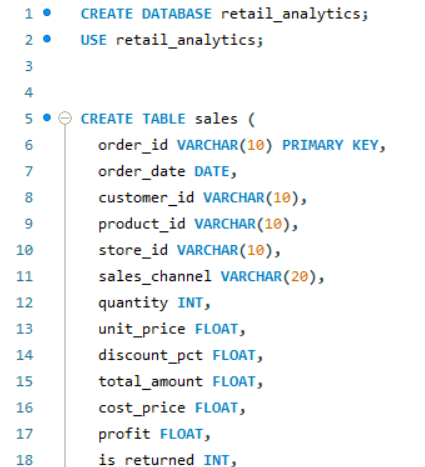 1 CREATE DATABASE retail_analytics;
2 USE retail_analytics;
3
4
5 CREATE TABLE sales (
6 order_id VARCHAR(10) PRIMARY KEY,
7 order_date DATE,
8 customer_id VARCHAR(10),
9 product_id VARCHAR(10),
10 store_id VARCHAR(10),
11 sales_channel VARCHAR(20),
12 quantity INT,
13 unit_price FLOAT,
14 discount_pct FLOAT,
15 total_amount FLOAT,
16 cost_price FLOAT,
17 profit FLOAT,
18 is_returned INT,